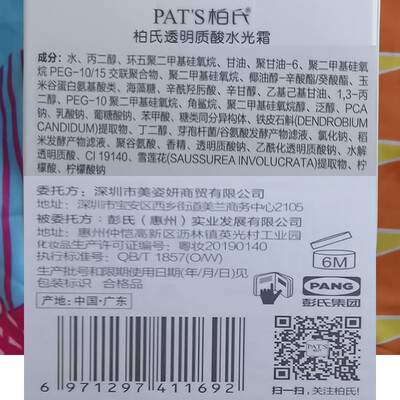 PAT'S柏氏®
柏氏透明质酸水光霜
成分：水、丙二醇、环五聚二甲基硅氧烷、甘油、聚甘油-6、聚二甲基硅氧
烷 PEG-10/15 交联聚合物、聚二甲基硅氧烷、椰油醇-辛酸酯/癸酸酯、玉
米谷蛋白氨基酸类、海藻糖、辛酰羟肟酸、辛甘醇、乙基己基甘油、1,3-丙
二醇、PEG-10 聚二甲基硅氧烷、角鲨烷、聚二甲基硅氧烷醇、泛醇、PCA
钠、乳酸钠、葡糖酸钠、苯甲酸、糖类同分异构体、铁皮石斛(DENDROBIUM
CANDIDUM)提取物、丁二醇、芽孢杆菌/谷氨酸发酵产物滤液、氯化钠、稻
米发酵产物滤液、聚谷氨酸、香精、透明质酸钠、乙酰化透明质酸钠、水解
透明质酸钠、CI 19140、雪莲花(SAUSSUREA INVOLUCRATA)提取物、柠
檬酸、柠檬酸钠
委托方：深圳市美姿妍商贸有限公司
地址：深圳市宝安区西乡街道美兰商务中心2105
被委托方：彭氏（惠州）实业发展有限公司
地址：惠州仲恺高新区沥林镇英光村工业园
化妆品生产许可证编号：粤妆20190140
执行标准号：QB/T 1857(O/W)
生产批号和限期使用日期(年/月/日)见
包装标识 合格品
产地：中国·广东
6M
PANG
彭氏集团
PAT'S
6 971297 411692
扫一扫，关注柏氏!